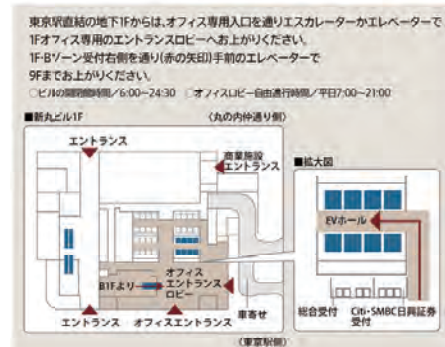 東京駅直結の地下1Fからは、オフィス専用入口を通りエスカレーターかエレベーターで
1Fオフィス専用のエントランスロビーへお上がりください。
1F・Bゾーン受付右側を通り(赤の矢印)手前のエレベーターで
9Fまでお上がりください。
○ビルの開閉館時間/6:00~24:30 ○オフィスロビー自由通行時間/平日7:00~21:00
■新丸ビル1F
〈丸の内仲通り側〉
エントランス
商業施設
エントランス
■拡大図
EVホール
オフィス
エントランス
ロビー
B1Fより
車寄せ
エントランス
オフィスエントランス
〈東京駅側〉
総合受付
Citi・SMBC日興証券
受付